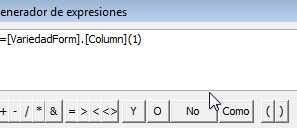 enerador de expresiones
=[VariedadForm].[Column](1)
+ - / * & = > < <> Y O No Como ( )